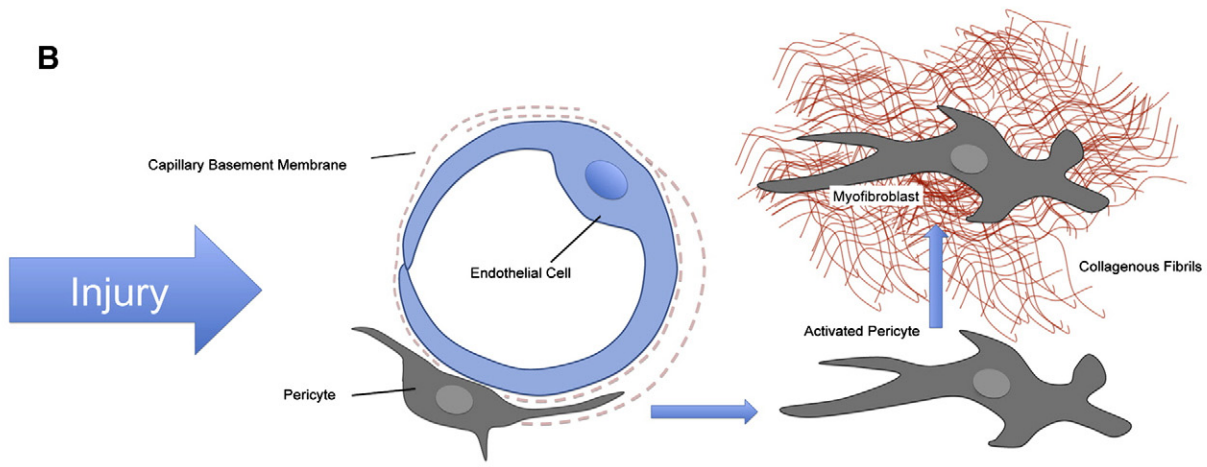 B
Capillary Basement Membrane
Injury
Endothelial Cell
Pericyte
Myofibroblast
Collagenous Fibrils
Activated Pericyte